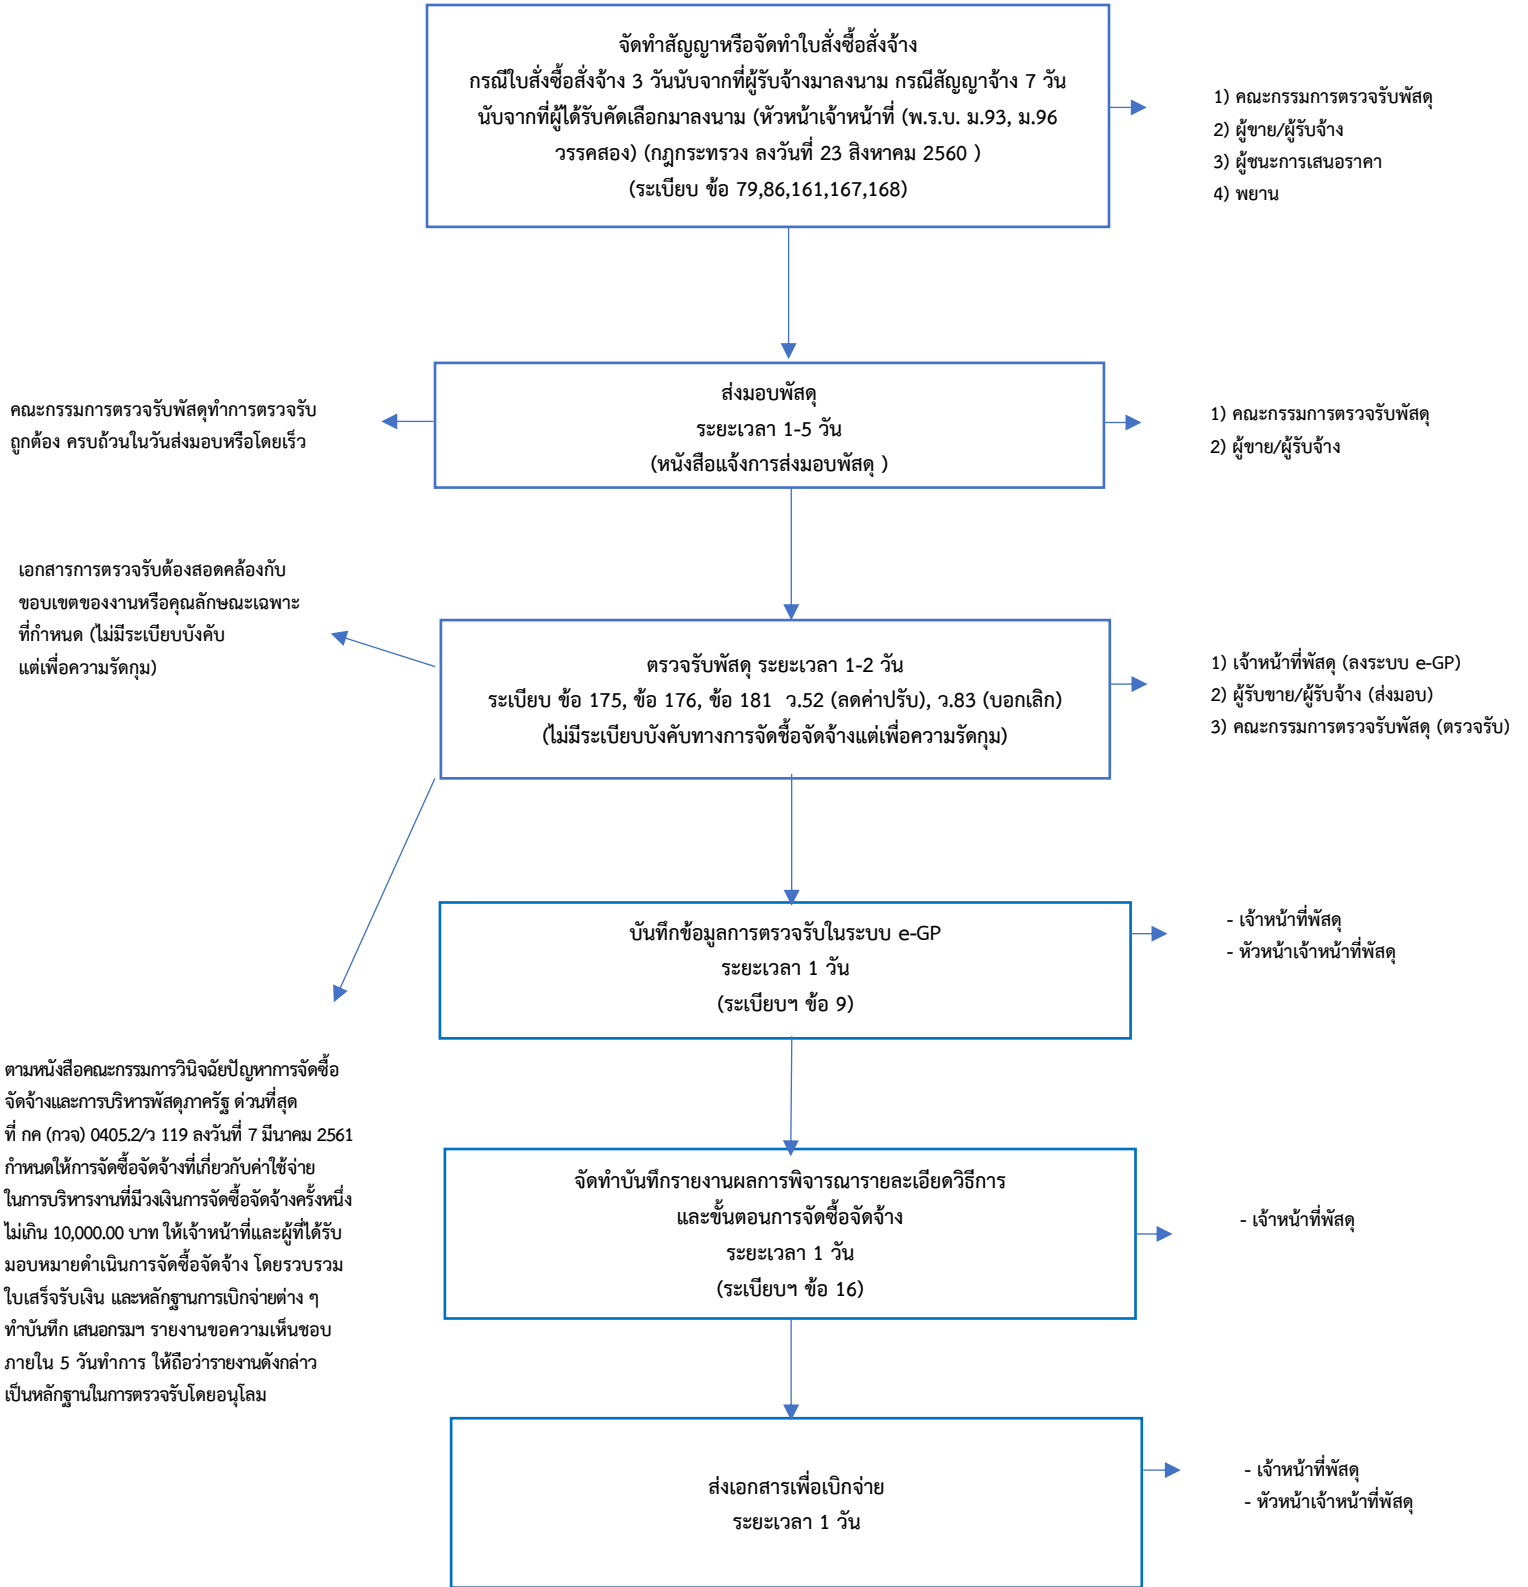 จัดทำสัญญาหรือจัดทำใบสั่งซื้อสั่งจ้าง
กรณีใบสั่งซื้อสั่งจ้าง 3 วันนับจากที่ผู้รับจ้างมาลงนาม กรณีสัญญาจ้าง 7 วัน
นับจากที่ผู้ได้รับคัดเลือกมาลงนาม (หัวหน้าเจ้าหน้าที่ (พ.ร.บ. ม.93, ม.96
วรรคสอง) (กฎกระทรวง ลงวันที่ 23 สิงหาคม 2560 )
(ระเบียบ ข้อ 79,86,161,167,168)
1) คณะกรรมการตรวจรับพัสดุ
2) ผู้ขาย/ผู้รับจ้าง
3) ผู้ชนะการเสนอราคา
4) พยาน
ส่งมอบพัสดุ
ระยะเวลา 1-5 วัน
(หนังสือแจ้งการส่งมอบพัสดุ )
คณะกรรมการตรวจรับพัสดุทำการตรวจรับ
ถูกต้อง ครบถ้วนในวันส่งมอบหรือโดยเร็ว
1) คณะกรรมการตรวจรับพัสดุ
2) ผู้ขาย/ผู้รับจ้าง
เอกสารการตรวจรับต้องสอดคล้องกับ
ขอบเขตของงานหรือคุณลักษณะเฉพาะ
ที่กำหนด (ไม่มีระเบียบบังคับ
แต่เพื่อความรัดกุม)
ตรวจรับพัสดุ ระยะเวลา 1-2 วัน
ระเบียบ ข้อ 175, ข้อ 176, ข้อ 181 ว.52 (ลดค่าปรับ), ว.83 (บอกเลิก)
(ไม่มีระเบียบบังคับทางการจัดซื้อจัดจ้างแต่เพื่อความรัดกุม)
1) เจ้าหน้าที่พัสดุ (ลงระบบ e-GP)
2) ผู้รับขาย/ผู้รับจ้าง (ส่งมอบ)
3) คณะกรรมการตรวจรับพัสดุ (ตรวจรับ)
บันทึกข้อมูลการตรวจรับในระบบ e-GP
ระยะเวลา 1 วัน
(ระเบียบฯ ข้อ 9)
- เจ้าหน้าที่พัสดุ
- หัวหน้าเจ้าหน้าที่พัสดุ
ตามหนังสือคณะกรรมการวินิจฉัยปัญหาการจัดซื้อ
จัดจ้างและการบริหารพัสดุภาครัฐ ด่วนที่สุด
ที่ กค (กวจ) 0405.2/ว 119 ลงวันที่ 7 มีนาคม 2561
กำหนดให้การจัดซื้อจัดจ้างที่เกี่ยวกับค่าใช้จ่าย
ในการบริหารงานที่มีวงเงินการจัดซื้อจัดจ้างครั้งหนึ่ง
ไม่เกิน 10,000.00 บาท ให้เจ้าหน้าที่และผู้ที่ได้รับ
มอบหมายดำเนินการจัดซื้อจัดจ้าง โดยรวบรวม
ใบเสร็จรับเงิน และหลักฐานการเบิกจ่ายต่าง ๆ
ทำบันทึก เสนอกรมฯ รายงานขอความเห็นชอบ
ภายใน 5 วันทำการ ให้ถือว่ารายงานดังกล่าว
เป็นหลักฐานในการตรวจรับโดยอนุโลม
จัดทำบันทึกรายงานผลการพิจารณารายละเอียดวิธีการ
และขั้นตอนการจัดซื้อจัดจ้าง
ระยะเวลา 1 วัน
(ระเบียบฯ ข้อ 16)
- เจ้าหน้าที่พัสดุ
ส่งเอกสารเพื่อเบิกจ่าย
ระยะเวลา 1 วัน
- เจ้าหน้าที่พัสดุ
- หัวหน้าเจ้าหน้าที่พัสดุ